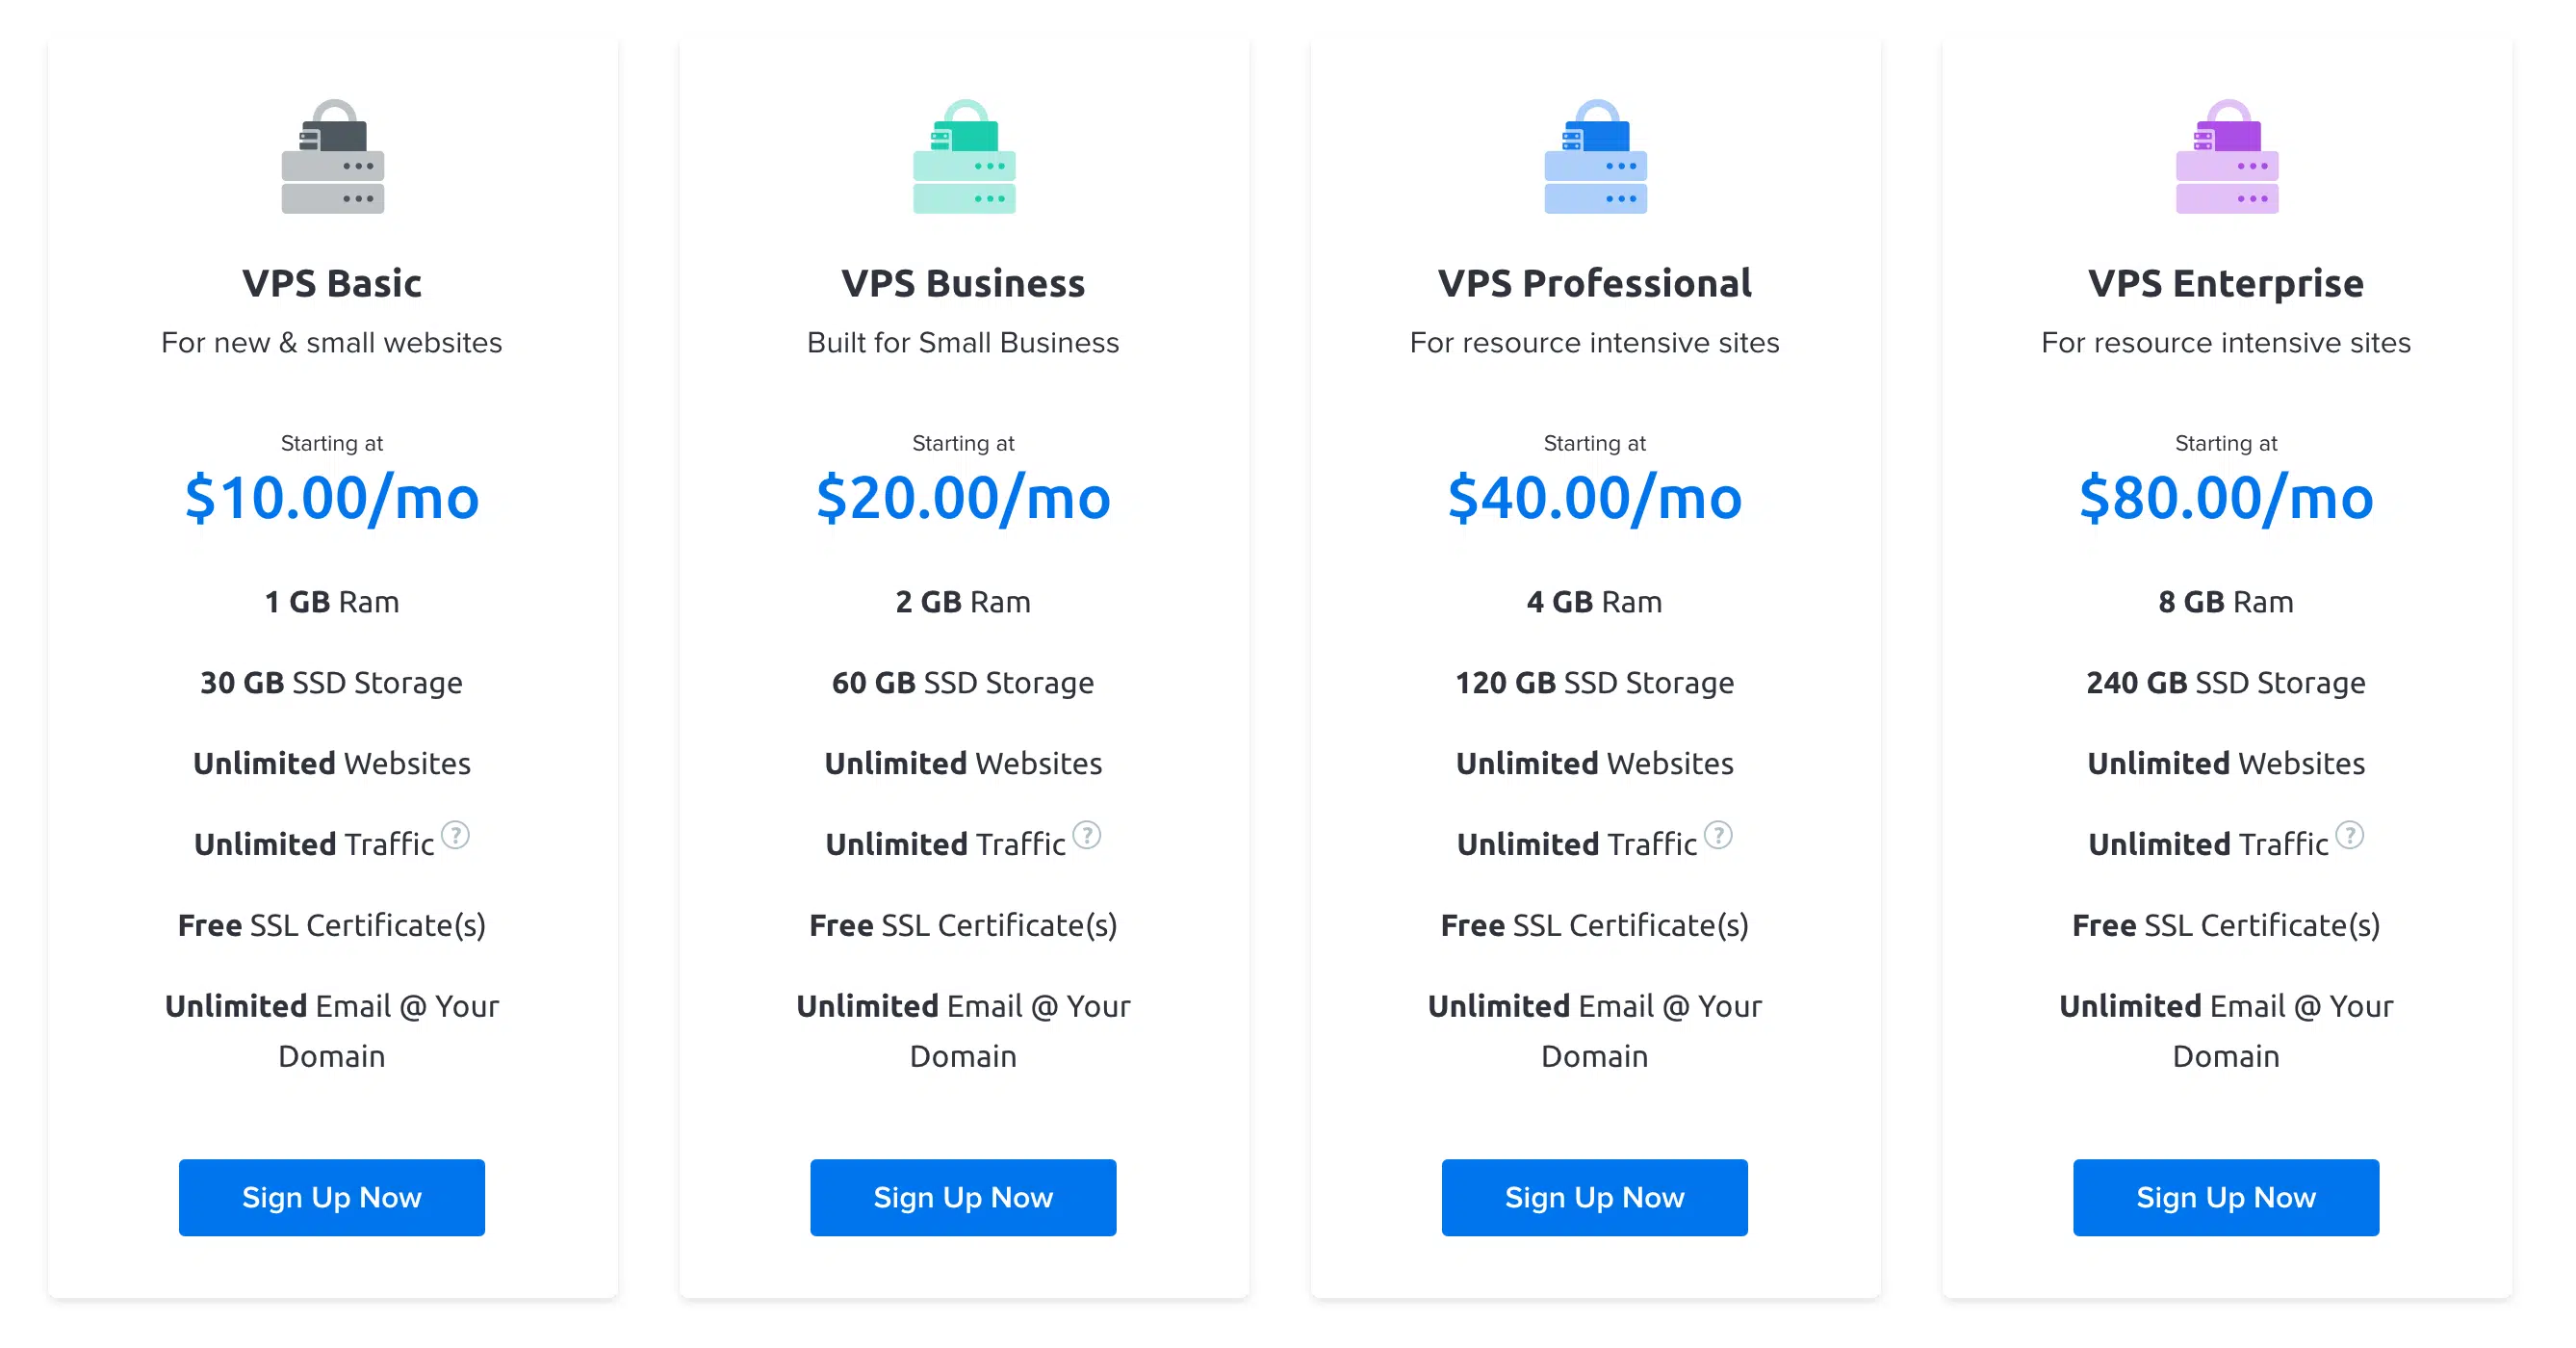 VPS Basic
For new & small websites
Starting at
$10.00/mo
1 GB Ram
30 GB SSD Storage
Unlimited Websites
Unlimited Traffic ?
Free SSL Certificate(s)
Unlimited Email @ Your
Domain
Sign Up Now
VPS Business
Built for Small Business
Starting at
$20.00/mo
2 GB Ram
60 GB SSD Storage
Unlimited Websites
Unlimited Traffic ?
Free SSL Certificate(s)
Unlimited Email @ Your
Domain
Sign Up Now
VPS Professional
For resource intensive sites
Starting at
$40.00/mo
4 GB Ram
120 GB SSD Storage
Unlimited Websites
Unlimited Traffic ?
Free SSL Certificate(s)
Unlimited Email @ Your
Domain
Sign Up Now
VPS Enterprise
For resource intensive sites
Starting at
$80.00/mo
8 GB Ram
240 GB SSD Storage
Unlimited Websites
Unlimited Traffic ?
Free SSL Certificate(s)
Unlimited Email @ Your
Domain
Sign Up Now